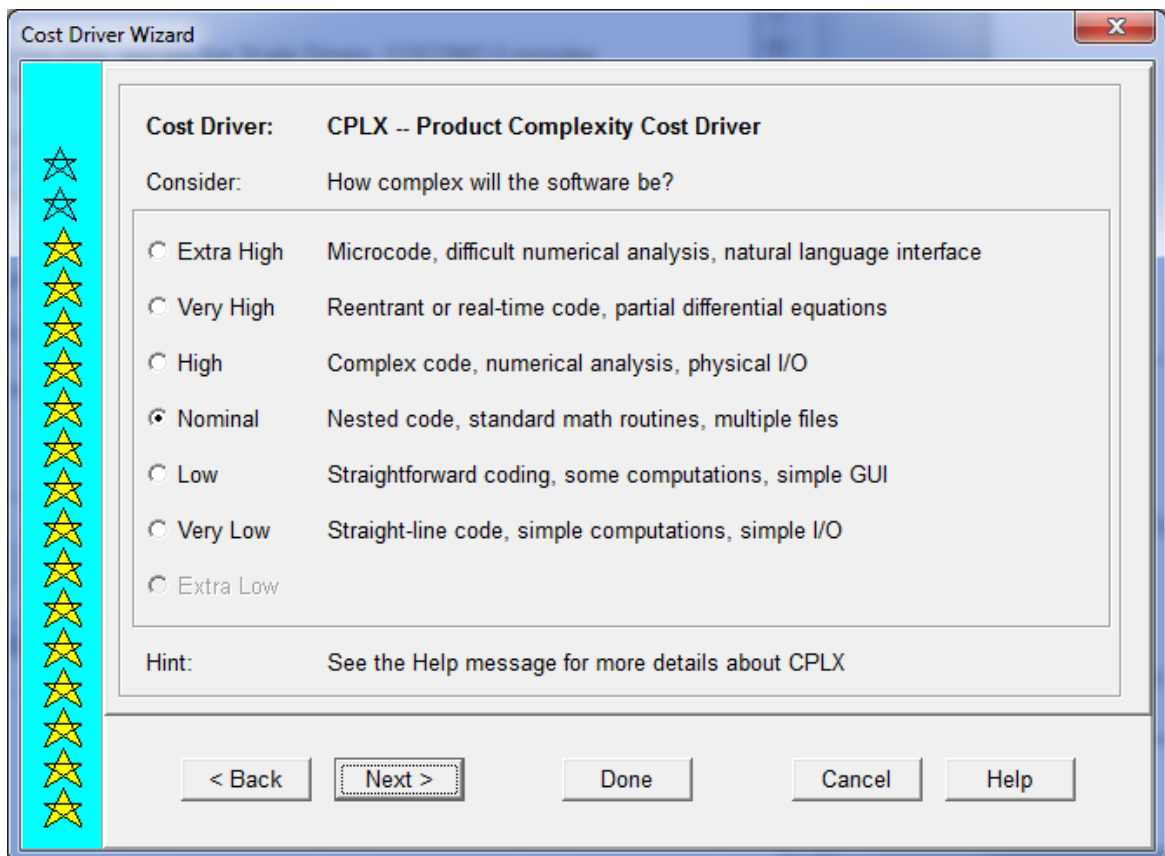 Cost Driver Wizard
Cost Driver: CPLX -- Product Complexity Cost Driver
Consider: How complex will the software be?
Extra High Microcode, difficult numerical analysis, natural language interface
Very High Reentrant or real-time code, partial differential equations
High Complex code, numerical analysis, physical I/O
Nominal Nested code, standard math routines, multiple files
Low Straightforward coding, some computations, simple GUI
Very Low Straight-line code, simple computations, simple I/O
Extra Low
Hint: See the Help message for more details about CPLX
< Back Next > Done Cancel Help